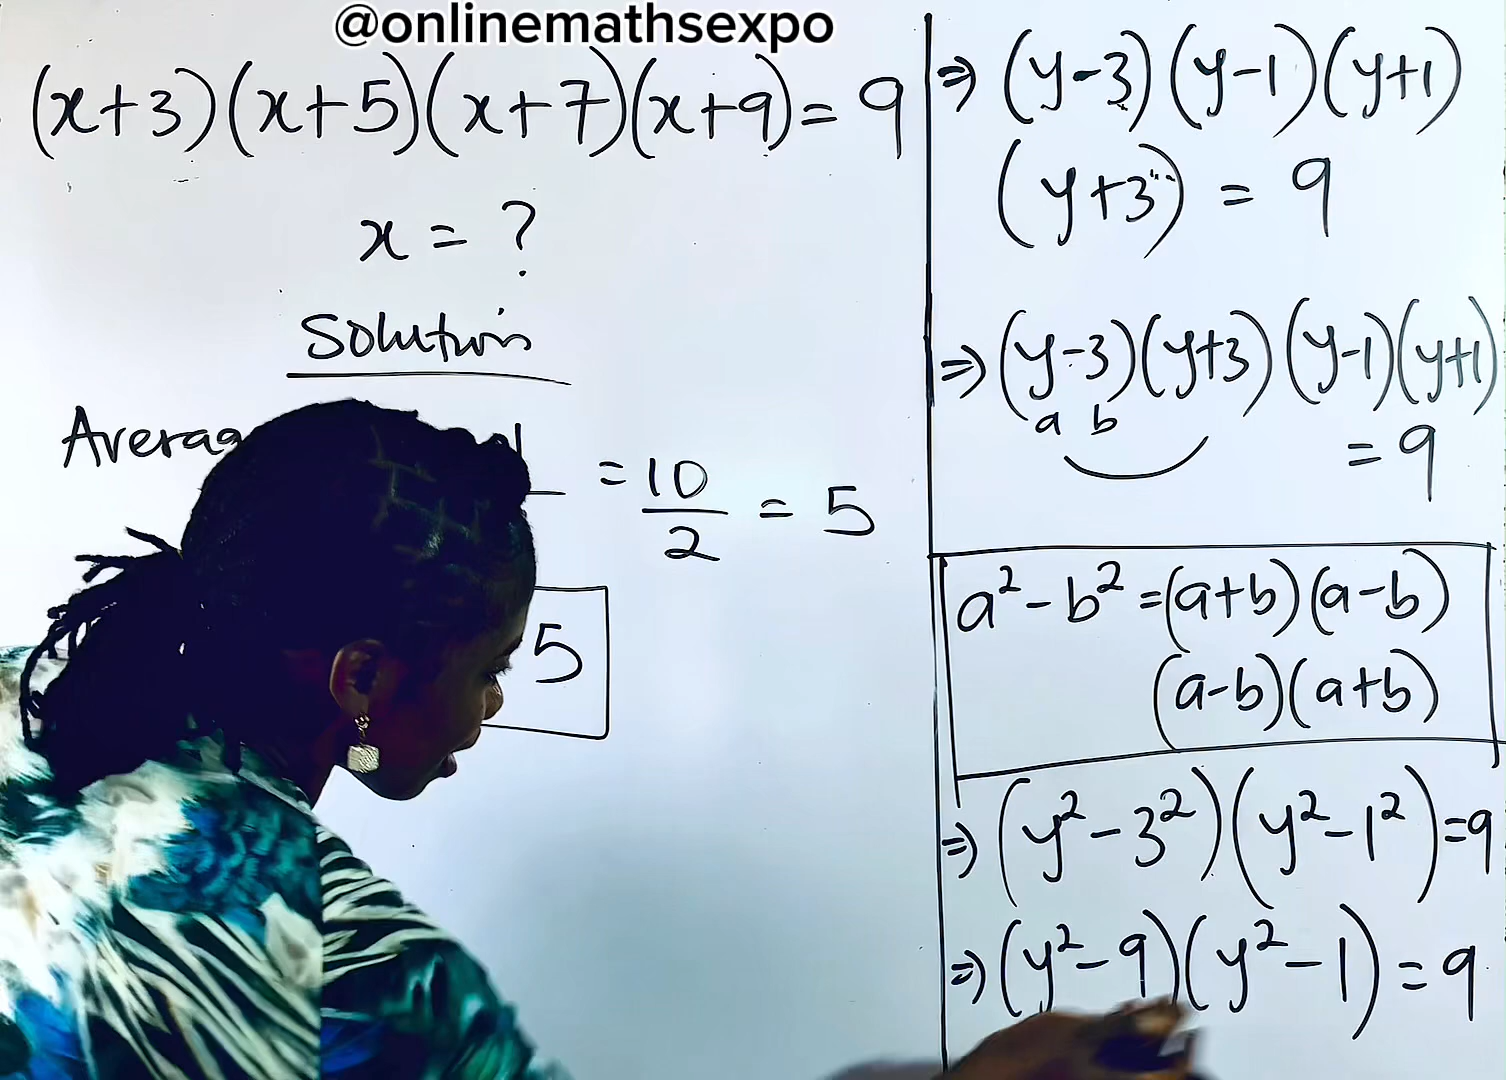 @onlinemathsexpo
(x+3)(x+5)(x+7)(x+9)= 9
x = ?
Solution
= 10/2 = 5
5
⇒ (y-3)(y-1)(y+1)
(y+3) = 9
⇒ (y-3)(y+3)(y-1)(y+1)
a b
= 9
a² - b² =(a+b)(a-b)
(a-b)(a+b)
⇒ (y²-3²)(y²-1²)=9
⇒ (y²-9)(y²-1) = 9